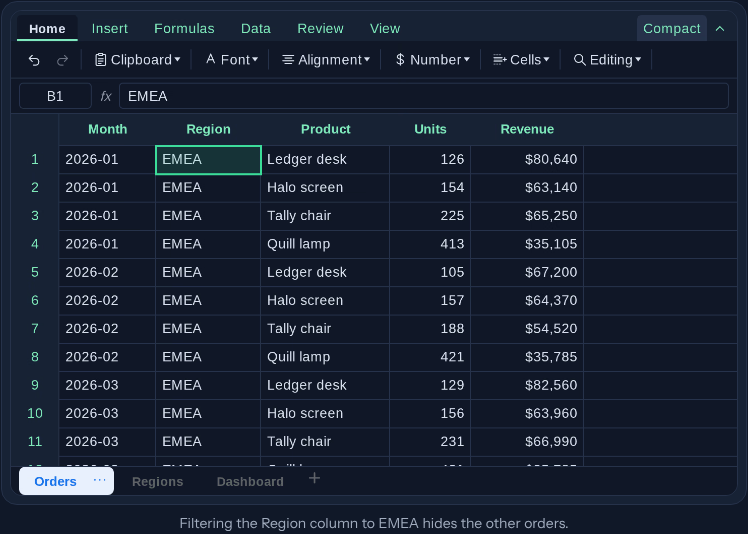 Home Insert Formulas Data Review View Compact
Clipboard Font Alignment $ Number Cells Editing
B1 fx EMEA
Month Region Product Units Revenue
1 2026-01 EMEA Ledger desk 126 $80,640
2 2026-01 EMEA Halo screen 154 $63,140
3 2026-01 EMEA Tally chair 225 $65,250
4 2026-01 EMEA Quill lamp 413 $35,105
5 2026-02 EMEA Ledger desk 105 $67,200
6 2026-02 EMEA Halo screen 157 $64,370
7 2026-02 EMEA Tally chair 188 $54,520
8 2026-02 EMEA Quill lamp 421 $35,785
9 2026-03 EMEA Ledger desk 129 $82,560
10 2026-03 EMEA Halo screen 156 $63,960
11 2026-03 EMEA Tally chair 231 $66,990
Orders ... Regions Dashboard +
Filtering the Region column to EMEA hides the other orders.